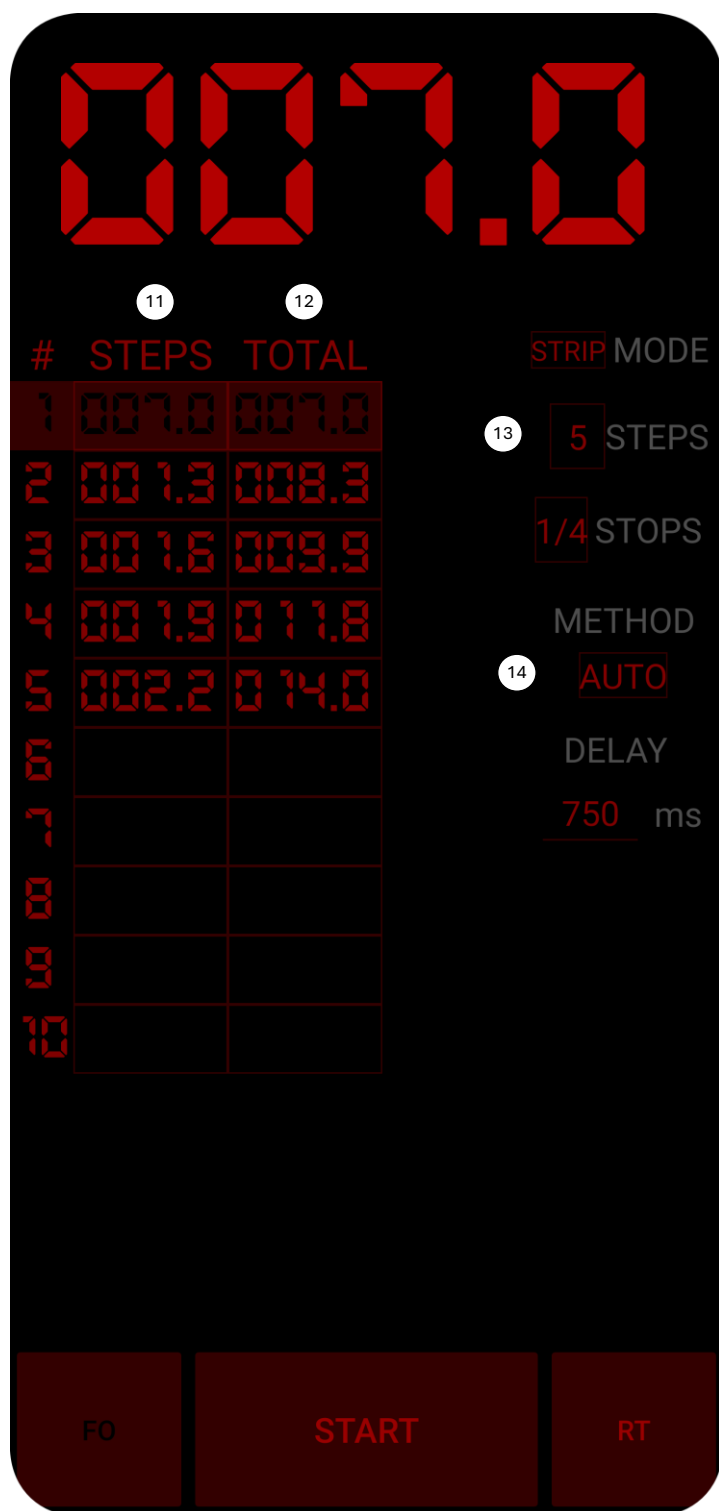 007.0
11 12
# STEPS TOTAL
1 007.0 007.0
2 001.3 008.3
3 001.6 009.9
4 001.9 011.8
5 002.2 014.0
6
7
8
9
10
STRIP MODE
13 5 STEPS
1/4 STOPS
METHOD
14 AUTO
DELAY
750 ms
FO START RT